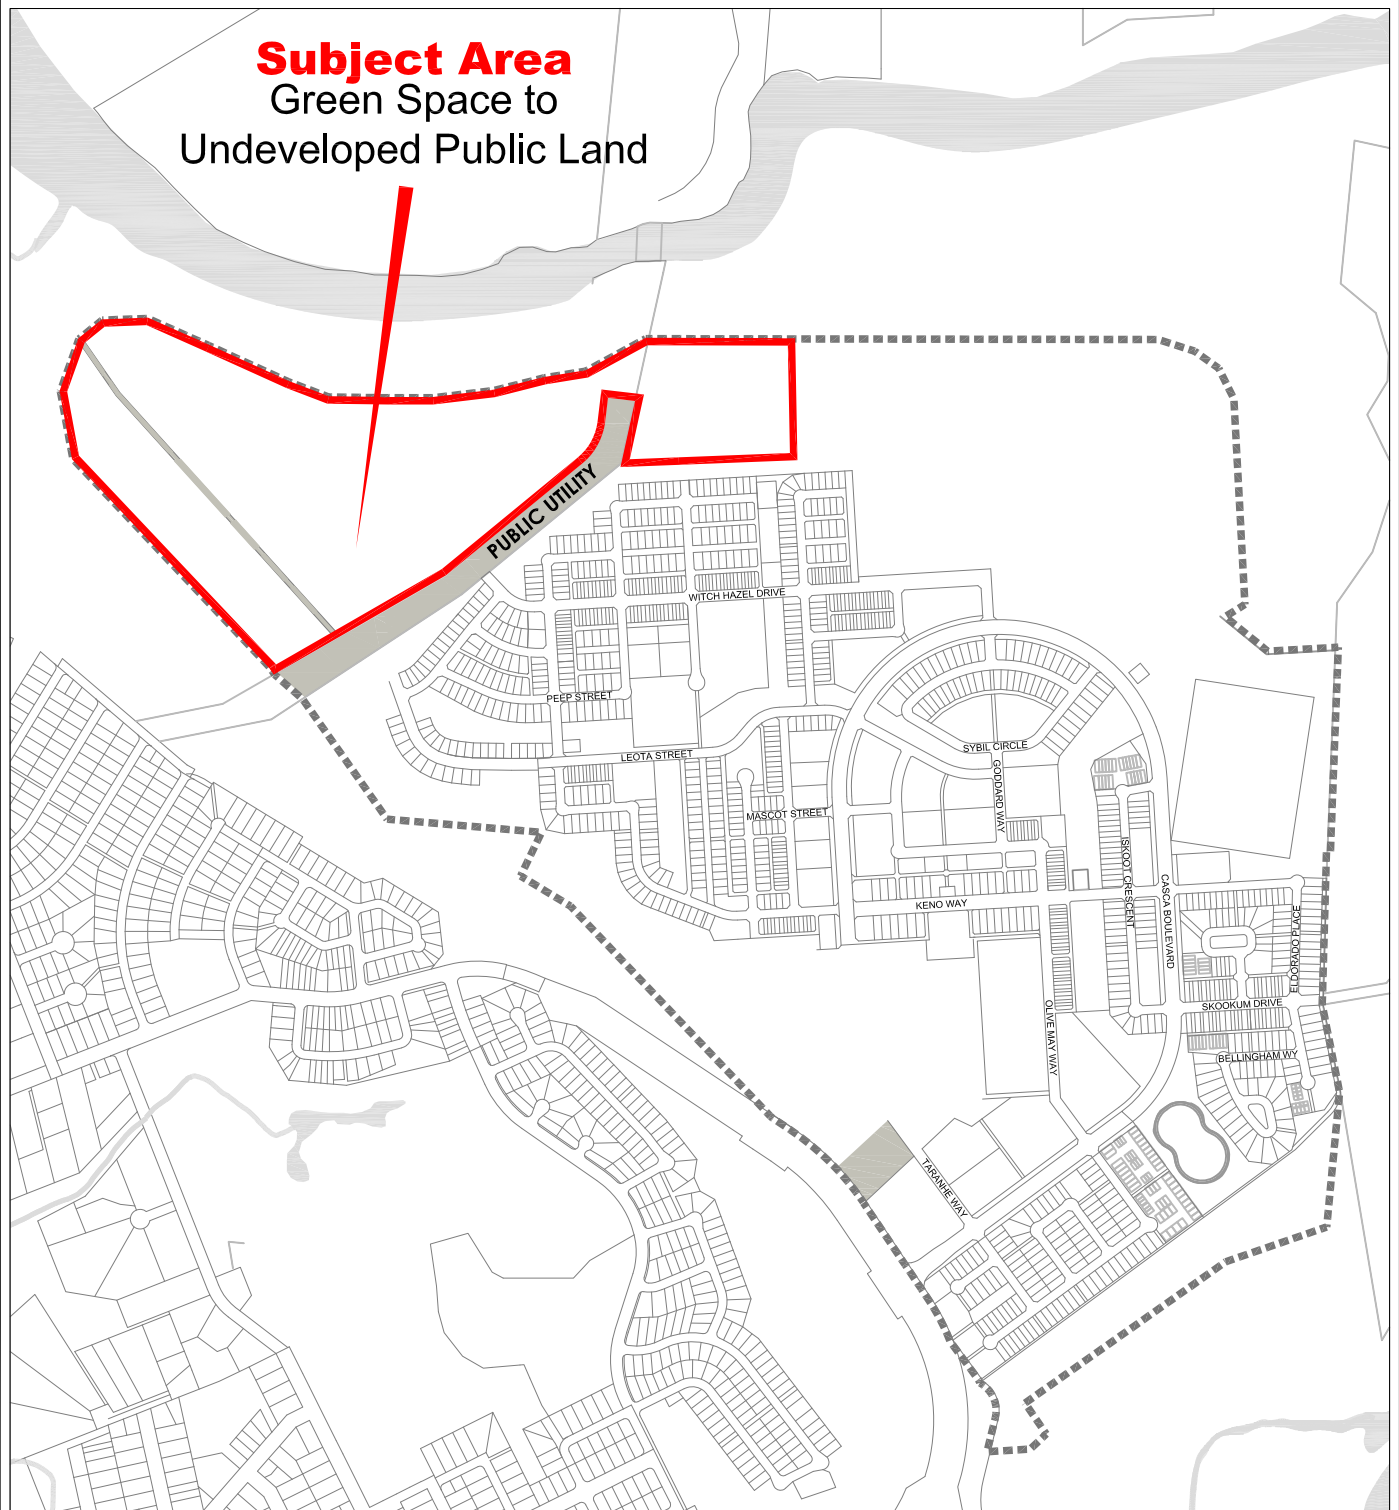 Subject Area
Green Space to
Undeveloped Public Land
PUBLIC UTILITY
WITCH HAZEL DRIVE
PEEP STREET
LEOTA STREET
SYBIL CIRCLE
GODDARD WAY
MASCOT STREET
ISKOOT CRESCENT
CASCA BOULEVARD
KENO WAY
ELDORADO PLACE
SKOOKUM DRIVE
OLIVE MAY WAY
BELLINGHAM WY
TARANHE WAY